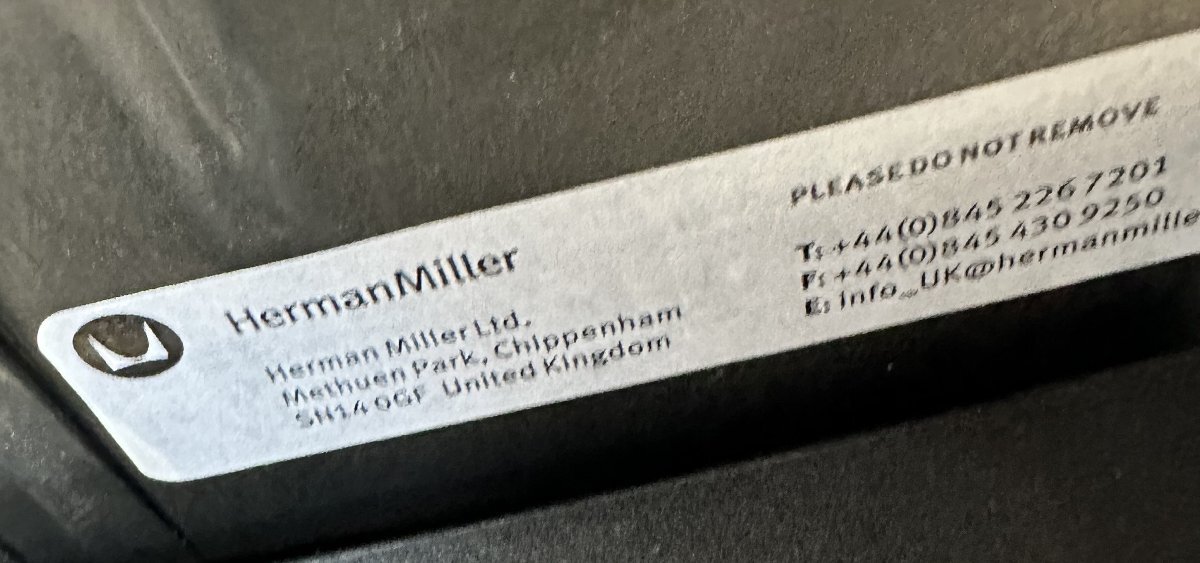 HermanMiller
Herman Miller Ltd.
Methuen Park, Chippenham
SN14 0GF United Kingdom
PLEASE DO NOT REMOVE
T: +44(0)845 226 7201
F: +44(0)845 430 9250
E: info_UK@hermanmille